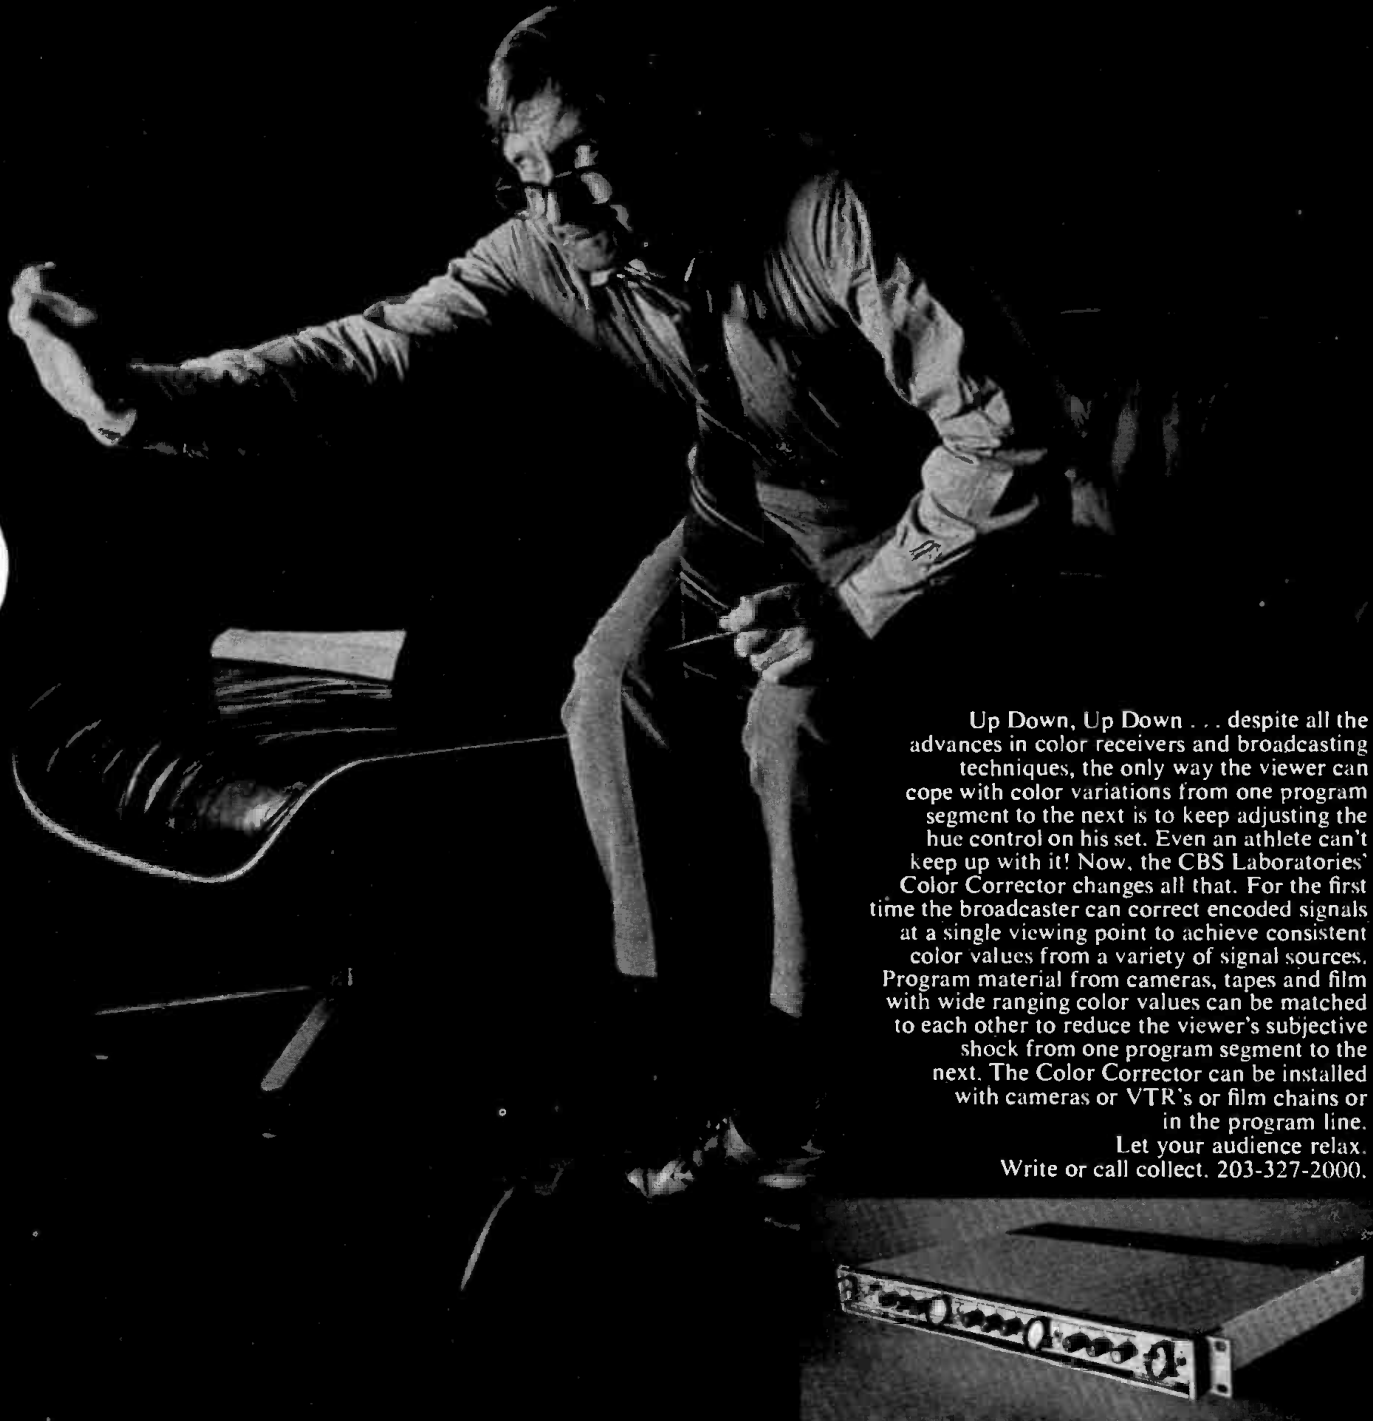 Up Down, Up Down . . . despite all the
advances in color receivers and broadcasting
techniques, the only way the viewer can
cope with color variations from one program
segment to the next is to keep adjusting the
hue control on his set. Even an athlete can't
keep up with it! Now, the CBS Laboratories'
Color Corrector changes all that. For the first
time the broadcaster can correct encoded signals
at a single viewing point to achieve consistent
color values from a variety of signal sources.
Program material from cameras, tapes and film
with wide ranging color values can be matched
to each other to reduce the viewer's subjective
shock from one program segment to the
next. The Color Corrector can be installed
with cameras or VTR's or film chains or
in the program line.
Let your audience relax.
Write or call collect. 203-327-2000.